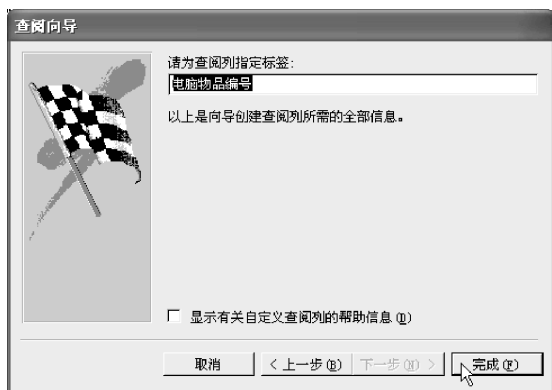 查阅向导
请为查阅列指定标签:
电脑物品编号
以上是向导创建查阅列所需的全部信息。
显示有关自定义查阅列的帮助信息(D)
取消
<上一步(B)
下一步(N)>
完成(F)